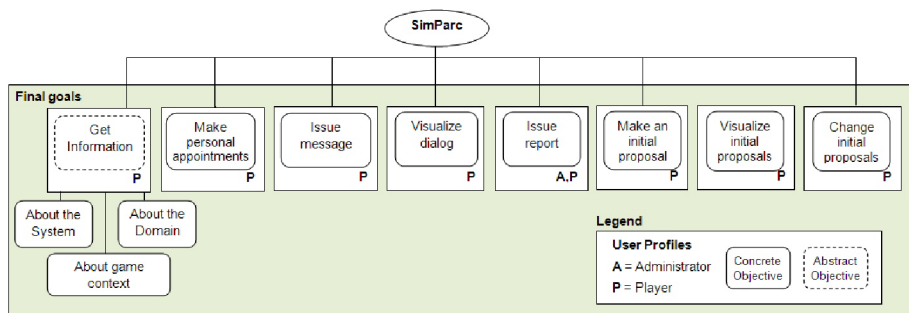 SimParc
Final goals
Get
Information
P
Make
personal
appointments
P
Issue
message
P
Visualize
dialog
P
Issue
report
A,P
Make an
initial
proposal
P
Visualize
initial
proposals
P
Change
initial
proposals
P
About the
System
About the
Domain
About game
context
Legend
User Profiles
A = Administrator
P = Player
Concrete
Objective
Abstract
Objective